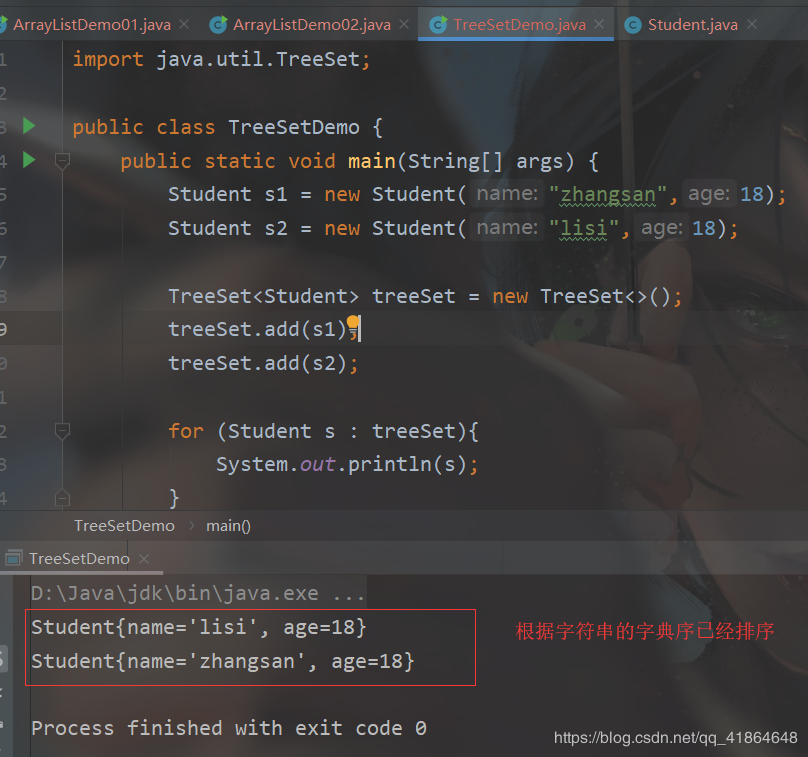 ArrayListDemo01.java ArrayListDemo02.java TreeSetDemo.java Student.java
1 import java.util.TreeSet;
2
3 public class TreeSetDemo {
4 public static void main(String[] args) {
5 Student s1 = new Student( name: "zhangsan", age: 18);
6 Student s2 = new Student( name: "lisi", age: 18);
7
8 TreeSet<Student> treeSet = new TreeSet<>();
9 treeSet.add(s1);
0 treeSet.add(s2);
1
2 for (Student s : treeSet){
3 System.out.println(s);
4 }
TreeSetDemo › main()
TreeSetDemo
D:\Java\jdk\bin\java.exe ...
Student{name='lisi', age=18}
根据字符串的字典序已经排序
Student{name='zhangsan', age=18}
Process finished with exit code 0
https://blog.csdn.net/qq_41864648